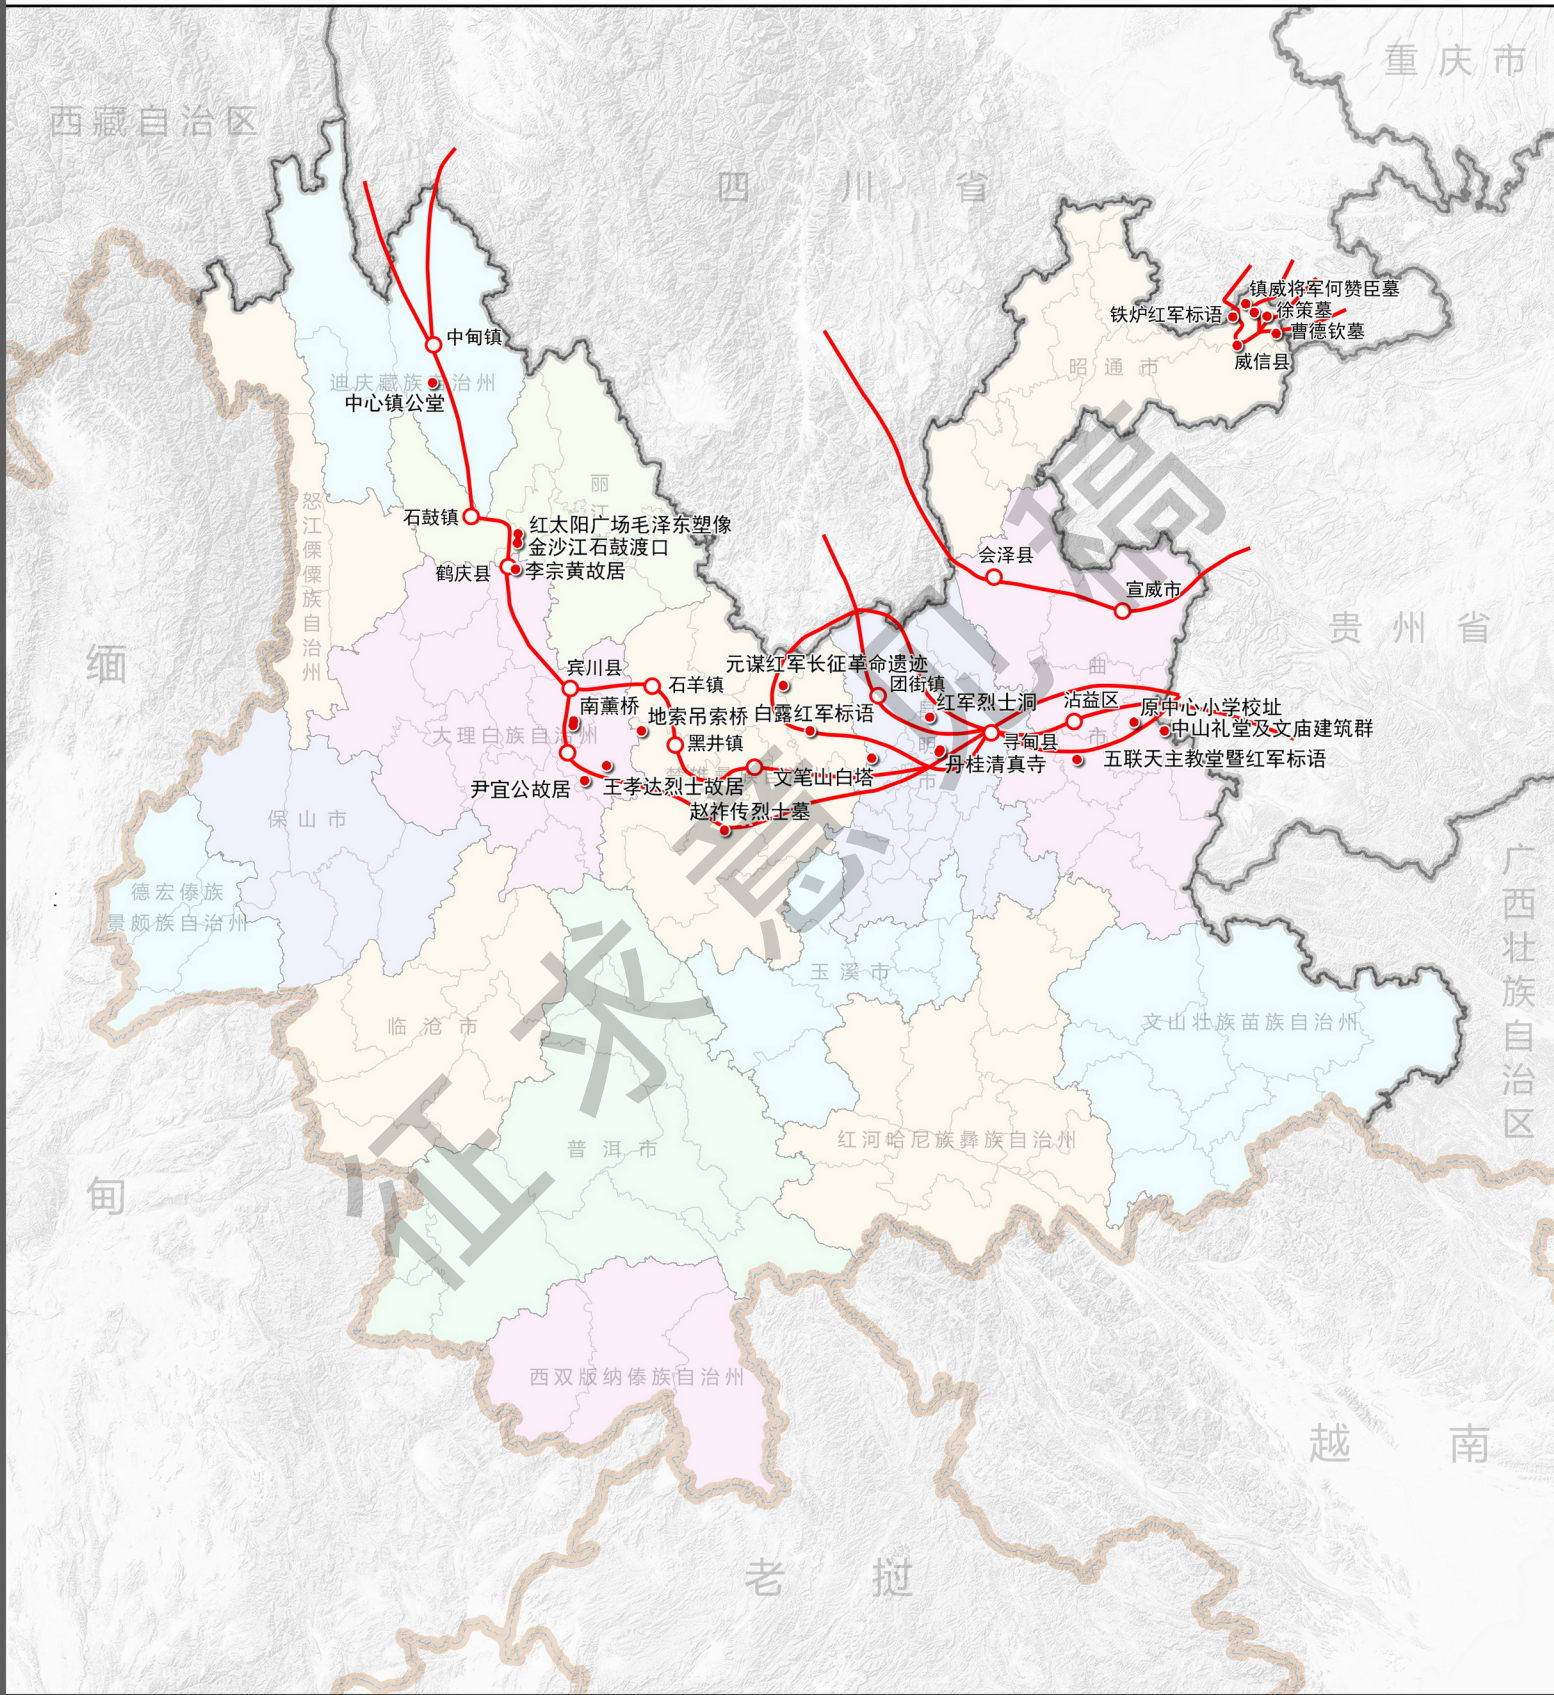 重庆市
西藏自治区
四川省
镇威将军何赞臣墓
铁炉红军标语
徐策墓
曹德钦墓
威信县
昭通市
中甸镇
迪庆藏族自治州
中心镇公堂
丽江
怒江傈僳族自治州
石鼓镇
红太阳广场毛泽东塑像
金沙江石鼓渡口
鹤庆县
李宗黄故居
会泽县
宣威市
贵州省
缅甸
宾川县
石羊镇
元谋红军长征革命遗迹
团街镇
曲
市
南薰桥
地索吊索桥
白露红军标语
红军烈士洞
沾益区
原中心小学校址
中山礼堂及文庙建筑群
大理白族自治州
黑井镇
昆明市
寻甸县
五联天主教堂暨红军标语
丹桂清真寺
尹宜公故居
王孝达烈士故居
文笔山白塔
赵祚传烈士墓
保山市
德宏傣族
景颇族自治州
广西壮族自治区
玉溪市
临沧市
文山壮族苗族自治州
普洱市
红河哈尼族彝族自治州
西双版纳傣族自治州
越南
老挝
征求意见稿